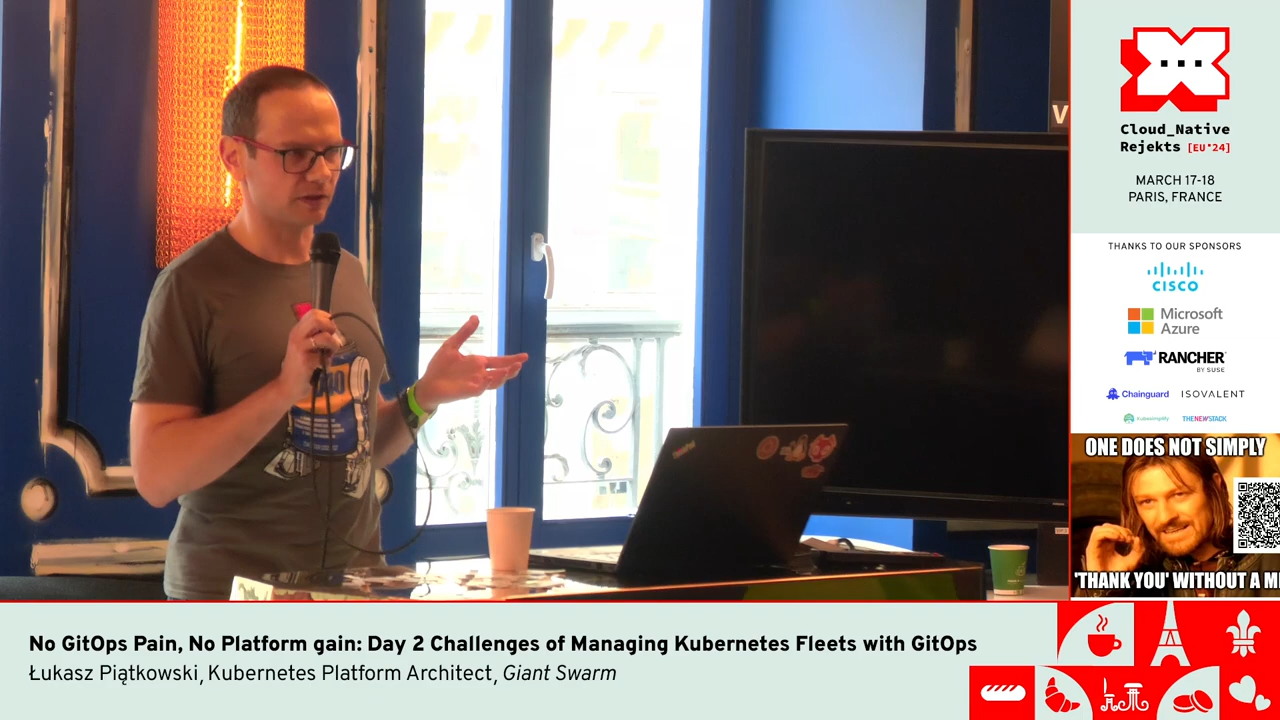 Cloud_Native
Rejekts [EU'24]
MARCH 17-18
PARIS, FRANCE
THANKS TO OUR SPONSORS
CISCO
Microsoft
Azure
RANCHER
BY SUSE
Chainguard ISOVALENT
kubesimplify THENEWSTACK
ONE DOES NOT SIMPLY
'THANK YOU' WITHOUT A
V
40
No GitOps Pain, No Platform gain: Day 2 Challenges of Managing Kubernetes Fleets with GitOps
Łukasz Piątkowski, Kubernetes Platform Architect, Giant Swarm